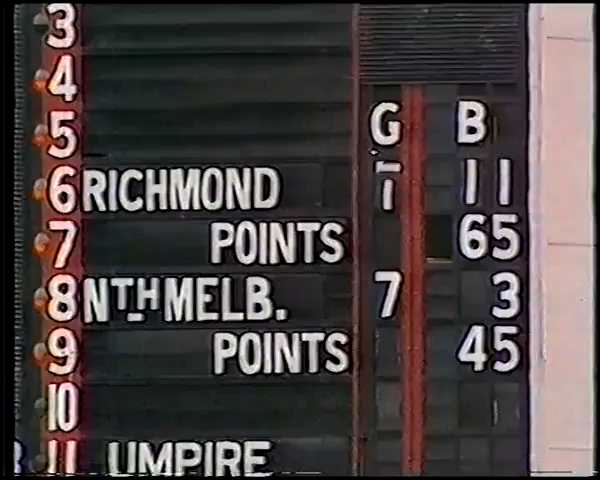 3
4
5 G B
6 RICHMOND 11
7 POINTS 65
8 NTH MELB. 7 3
9 POINTS 45
10
11 UMPIRE